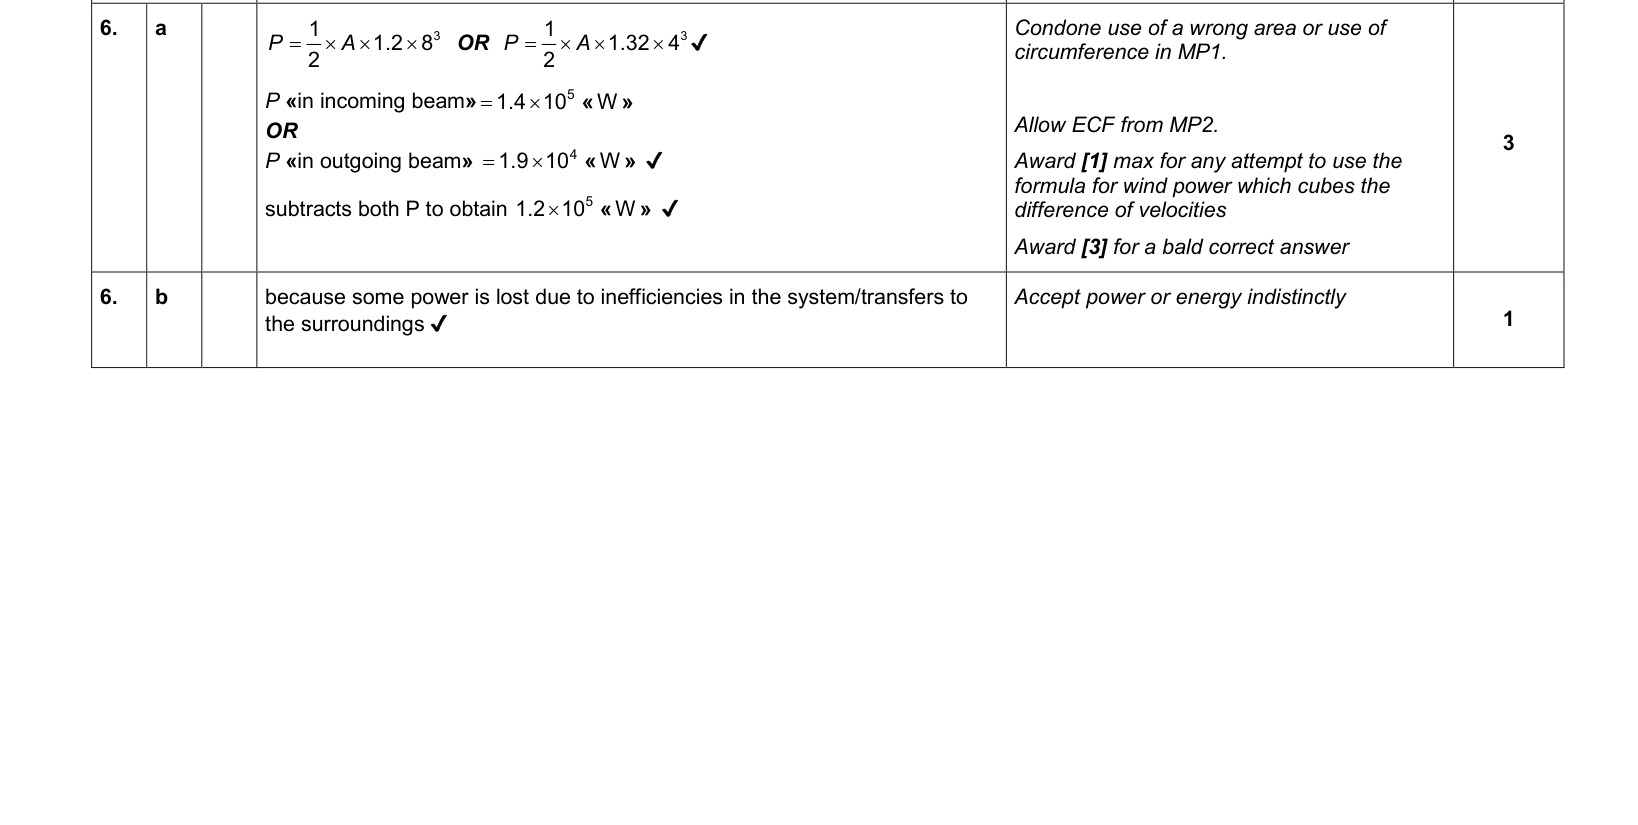 6. a
P = 1/2 × A × 1.2 × 8³ OR P = 1/2 × A × 1.32 × 4³ ✓
P «in incoming beam» = 1.4 × 10⁵ «W»
OR
P «in outgoing beam» = 1.9 × 10⁴ «W» ✓
subtracts both P to obtain 1.2 × 10⁵ «W» ✓
Condone use of a wrong area or use of
circumference in MP1.
Allow ECF from MP2.
Award [1] max for any attempt to use the
formula for wind power which cubes the
difference of velocities
Award [3] for a bald correct answer
3
6. b
because some power is lost due to inefficiencies in the system/transfers to
the surroundings ✓
Accept power or energy indistinctly
1